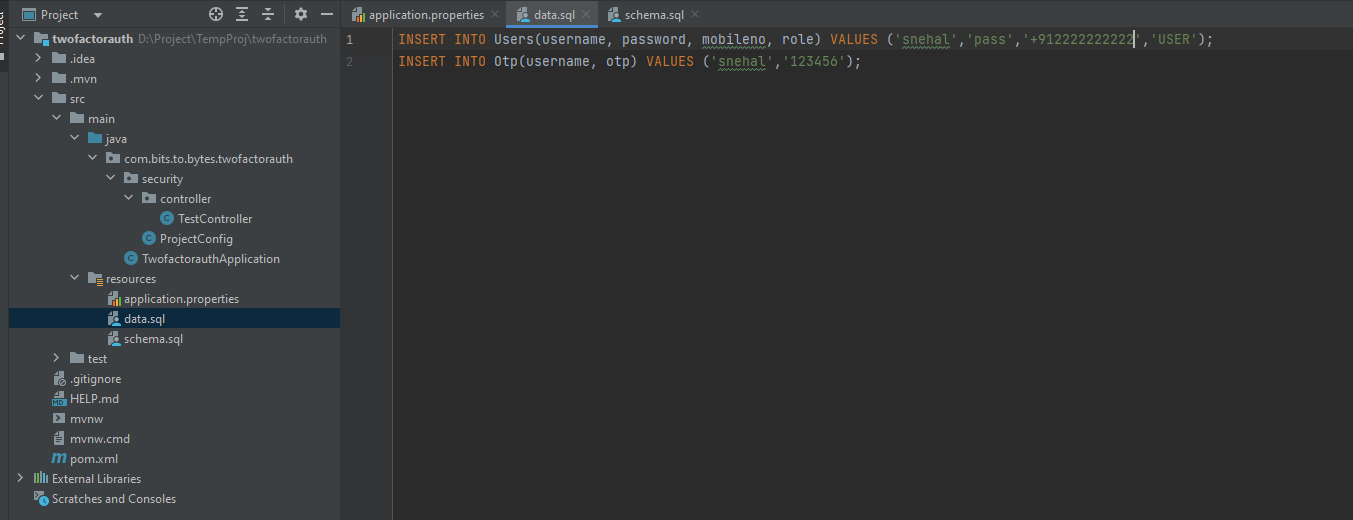 Project
application.properties
data.sql
schema.sql
twofactorauth D:\Project\TempProj\twofactorauth
.idea
.mvn
src
main
java
com.bits.to.bytes.twofactorauth
security
controller
TestController
ProjectConfig
TwofactorauthApplication
resources
application.properties
data.sql
schema.sql
test
.gitignore
HELP.md
mvnw
mvnw.cmd
pom.xml
External Libraries
Scratches and Consoles
1 INSERT INTO Users(username, password, mobileno, role) VALUES ('snehal','pass','+912222222222','USER');
2 INSERT INTO Otp(username, otp) VALUES ('snehal','123456');